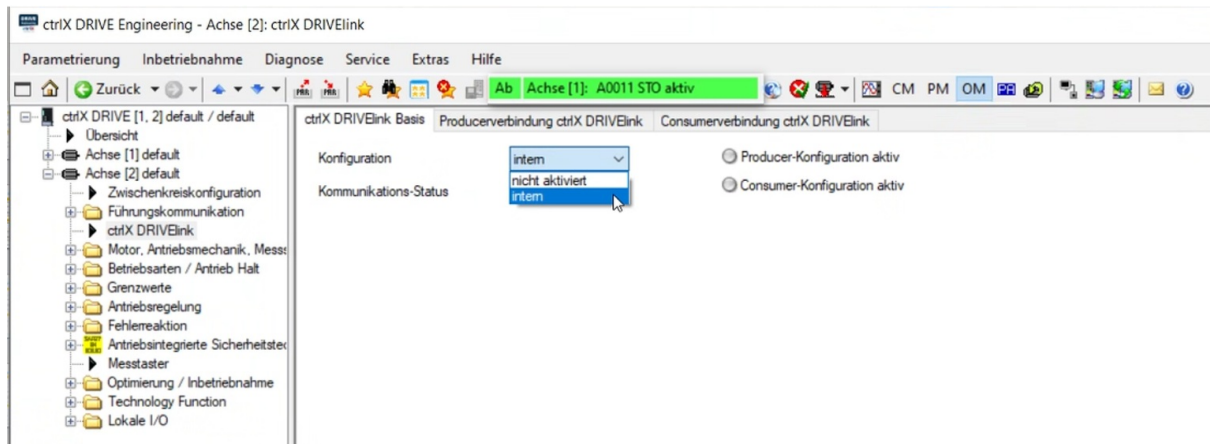 ctrlX DRIVE Engineering - Achse [2]: ctrlX DRIVElink
Parametrierung Inbetriebnahme Diagnose Service Extras Hilfe
Zurück Ab Achse [1]: A0011 STO aktiv CM PM OM
ctrlX DRIVE [1, 2] default / default
Übersicht
Achse [1] default
Achse [2] default
Zwischenkreiskonfiguration
Führungskommunikation
ctrlX DRIVElink
Motor, Antriebsmechanik, Mess
Betriebsarten / Antrieb Halt
Grenzwerte
Antriebsregelung
Fehlerreaktion
Antriebsintegrierte Sicherheitstec
Messtaster
Optimierung / Inbetriebnahme
Technology Function
Lokale I/O
ctrlX DRIVElink Basis Producerverbindung ctrlX DRIVElink Consumerverbindung ctrlX DRIVElink
Konfiguration intern Producer-Konfiguration aktiv
nicht aktiviert
Kommunikations-Status intern Consumer-Konfiguration aktiv